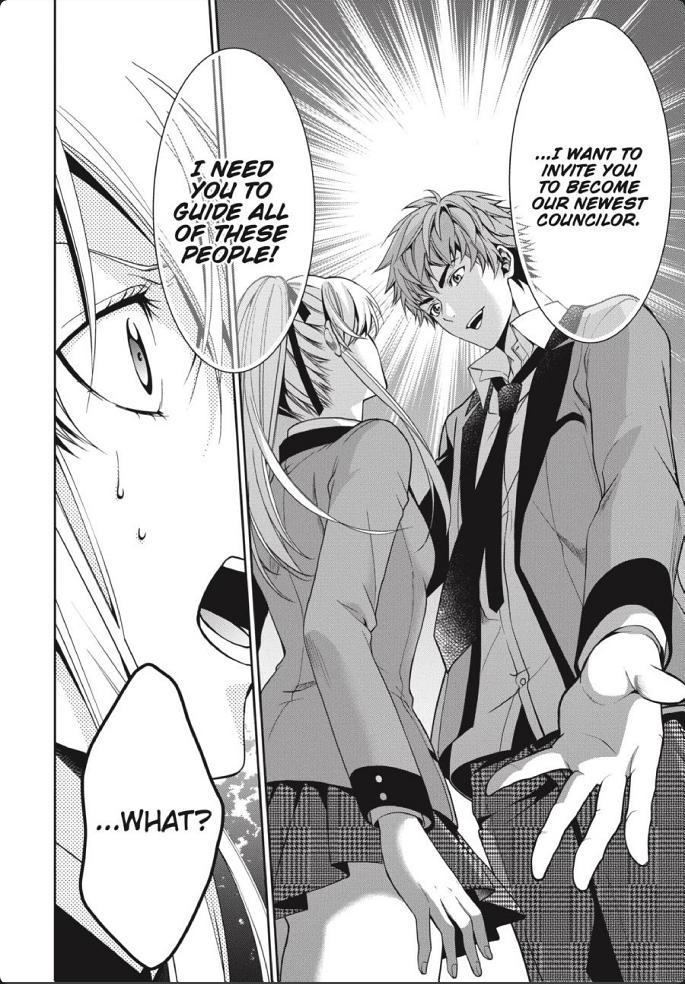 ...I WANT TO
INVITE YOU
TO BECOME
OUR NEWEST
COUNCILOR.
I NEED
YOU TO
GUIDE ALL
OF THESE
PEOPLE!
...WHAT?